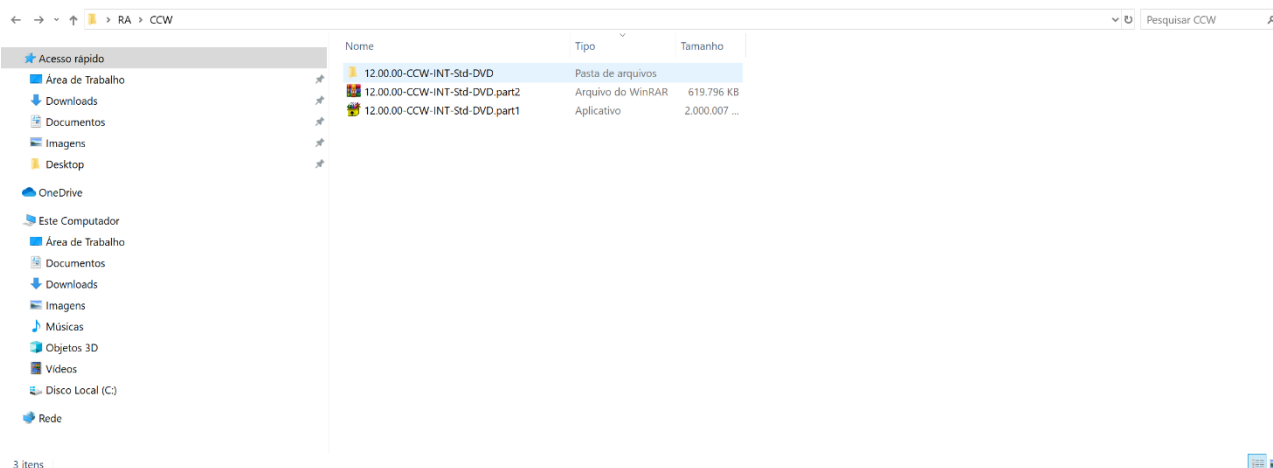 RA > CCW
Pesquisar CCW
Nome Tipo Tamanho
Acesso rápido
Área de Trabalho
Downloads
Documentos
Imagens
Desktop
OneDrive
Este Computador
Área de Trabalho
Documentos
Downloads
Imagens
Músicas
Objetos 3D
Vídeos
Disco Local (C:)
Rede
12.00.00-CCW-INT-Std-DVD Pasta de arquivos
12.00.00-CCW-INT-Std-DVD.part2 Arquivo do WinRAR 619.796 KB
12.00.00-CCW-INT-Std-DVD.part1 Aplicativo 2.000.007 ...
3 itens